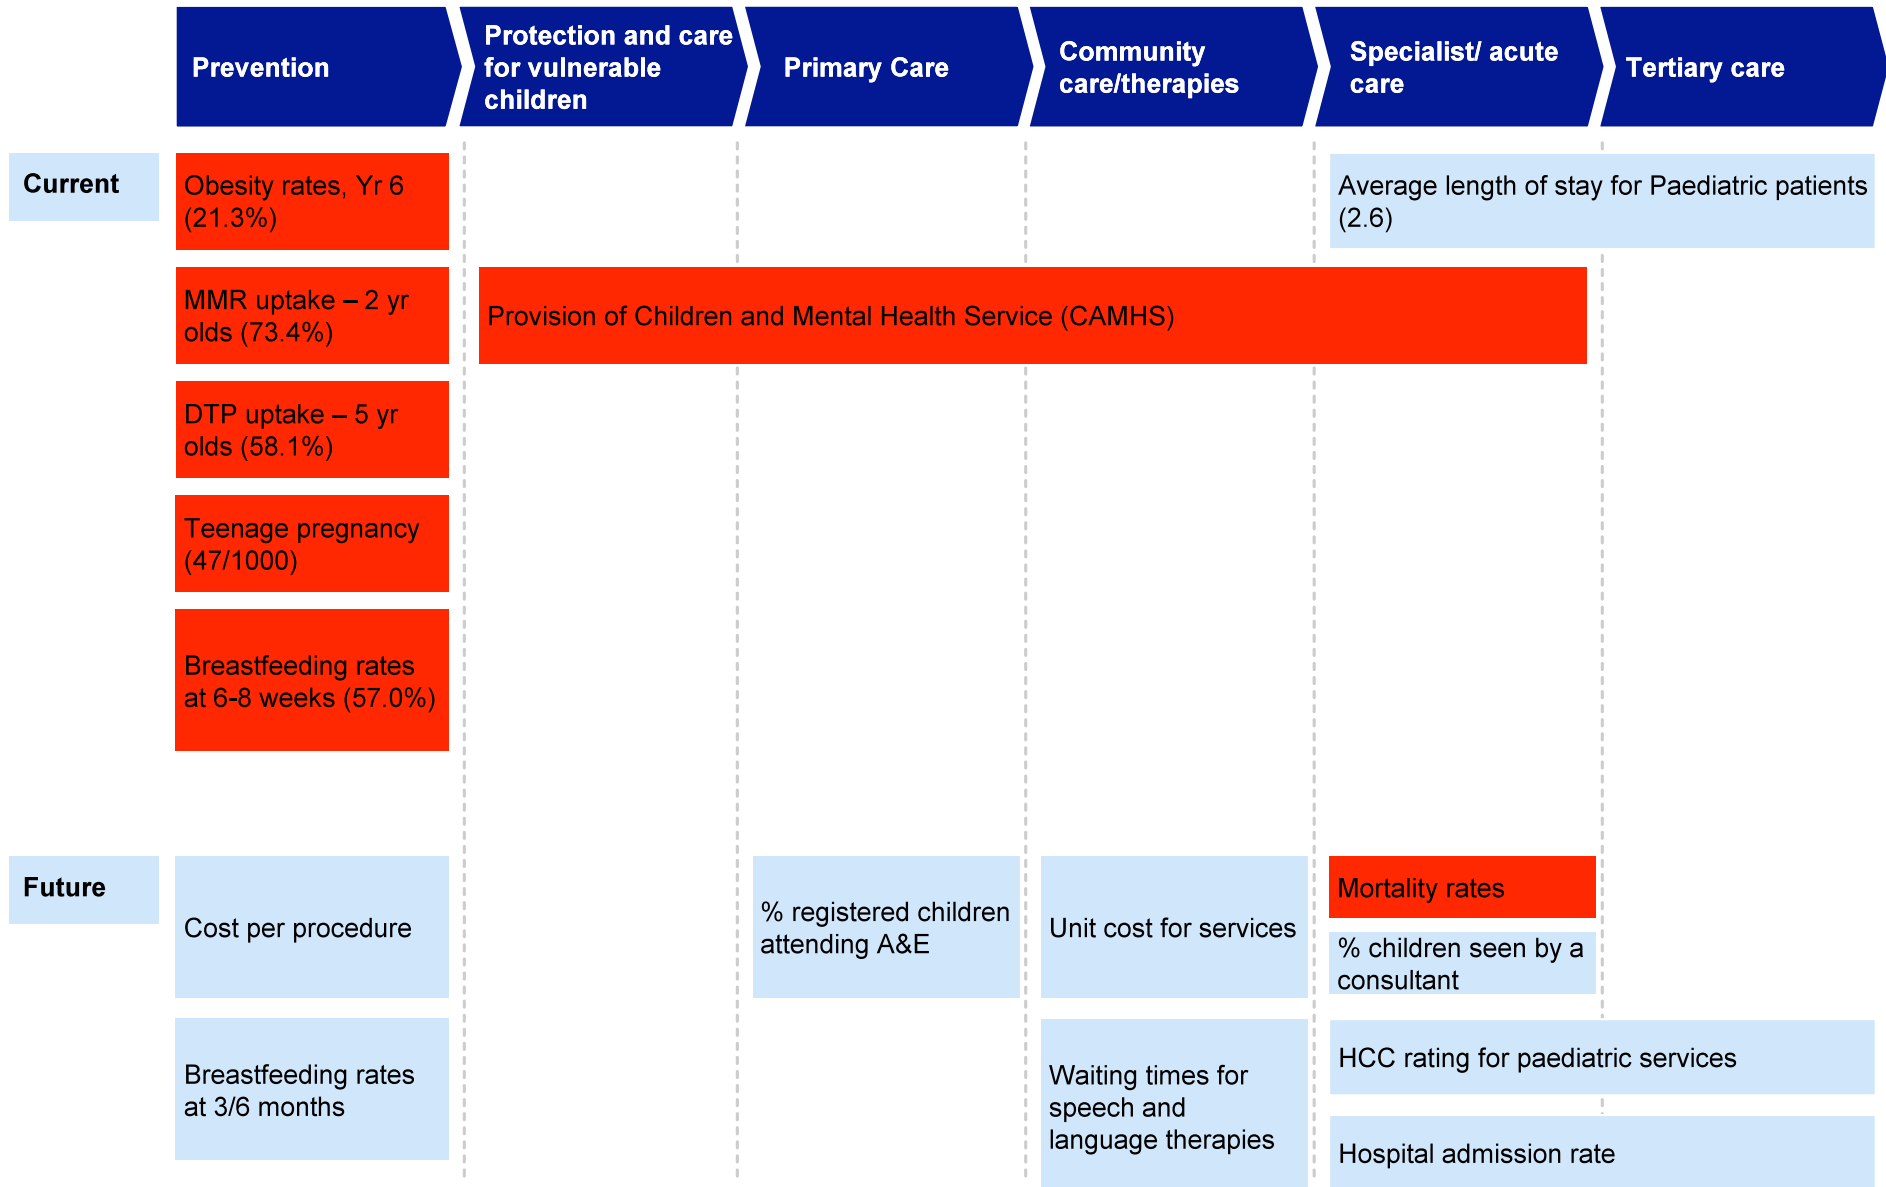 Prevention
Protection and care
for vulnerable
children
Primary Care
Community
care/therapies
Specialist/ acute
care
Tertiary care
Current
Obesity rates, Yr 6
(21.3%)
Average length of stay for Paediatric patients
(2.6)
MMR uptake – 2 yr
olds (73.4%)
Provision of Children and Mental Health Service (CAMHS)
DTP uptake – 5 yr
olds (58.1%)
Teenage pregnancy
(47/1000)
Breastfeeding rates
at 6-8 weeks (57.0%)
Future
Cost per procedure
% registered children
attending A&E
Unit cost for services
Mortality rates
% children seen by a
consultant
Breastfeeding rates
at 3/6 months
Waiting times for
speech and
language therapies
HCC rating for paediatric services
Hospital admission rate